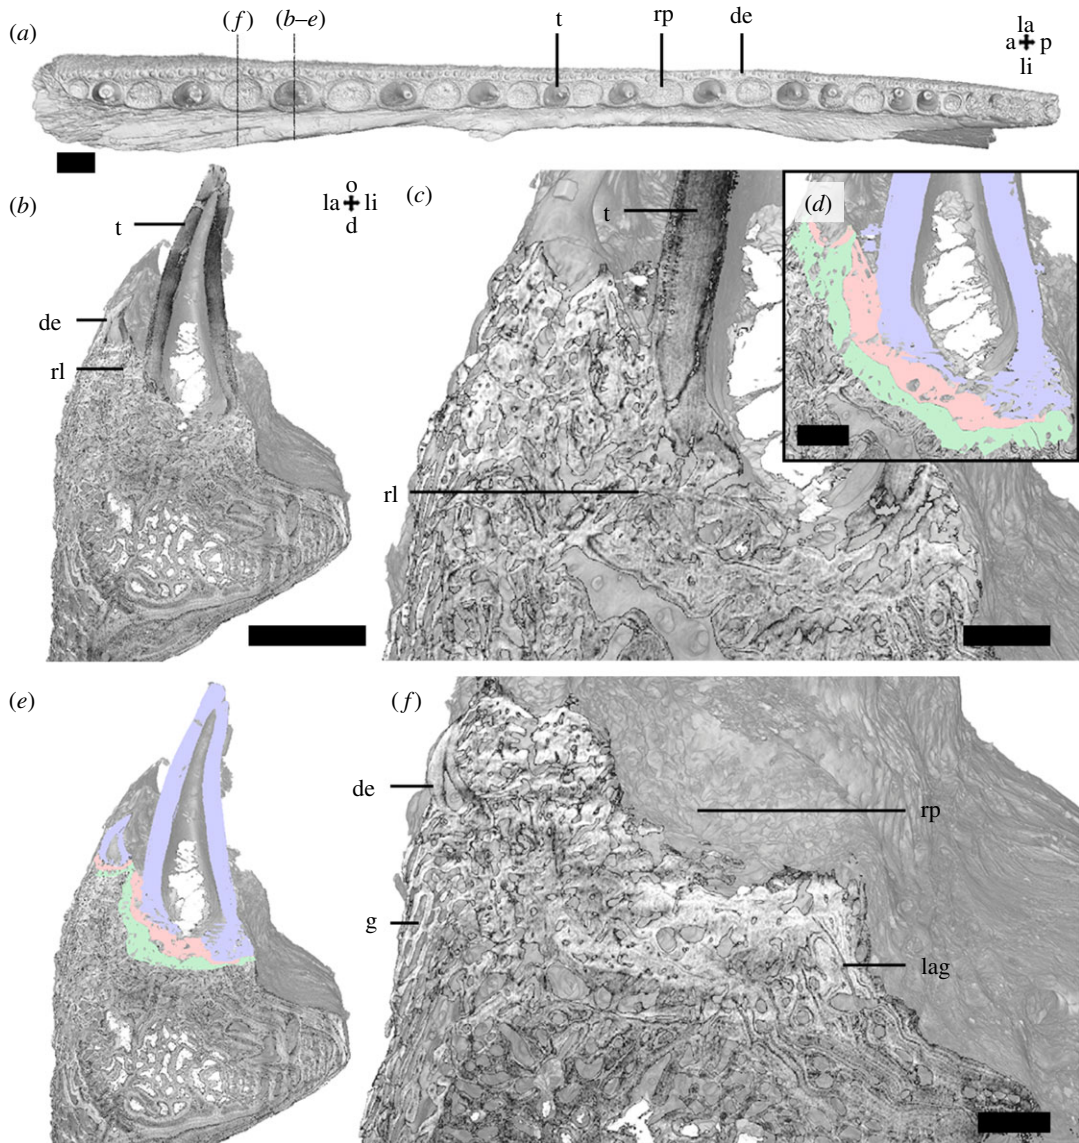 (a)
(f)
(b–e)
t
rp
de
la
a p
li
(b)
t
o
la li
d
de
rl
(c)
t
rl
(d)
(e)
(f)
de
g
rp
lag